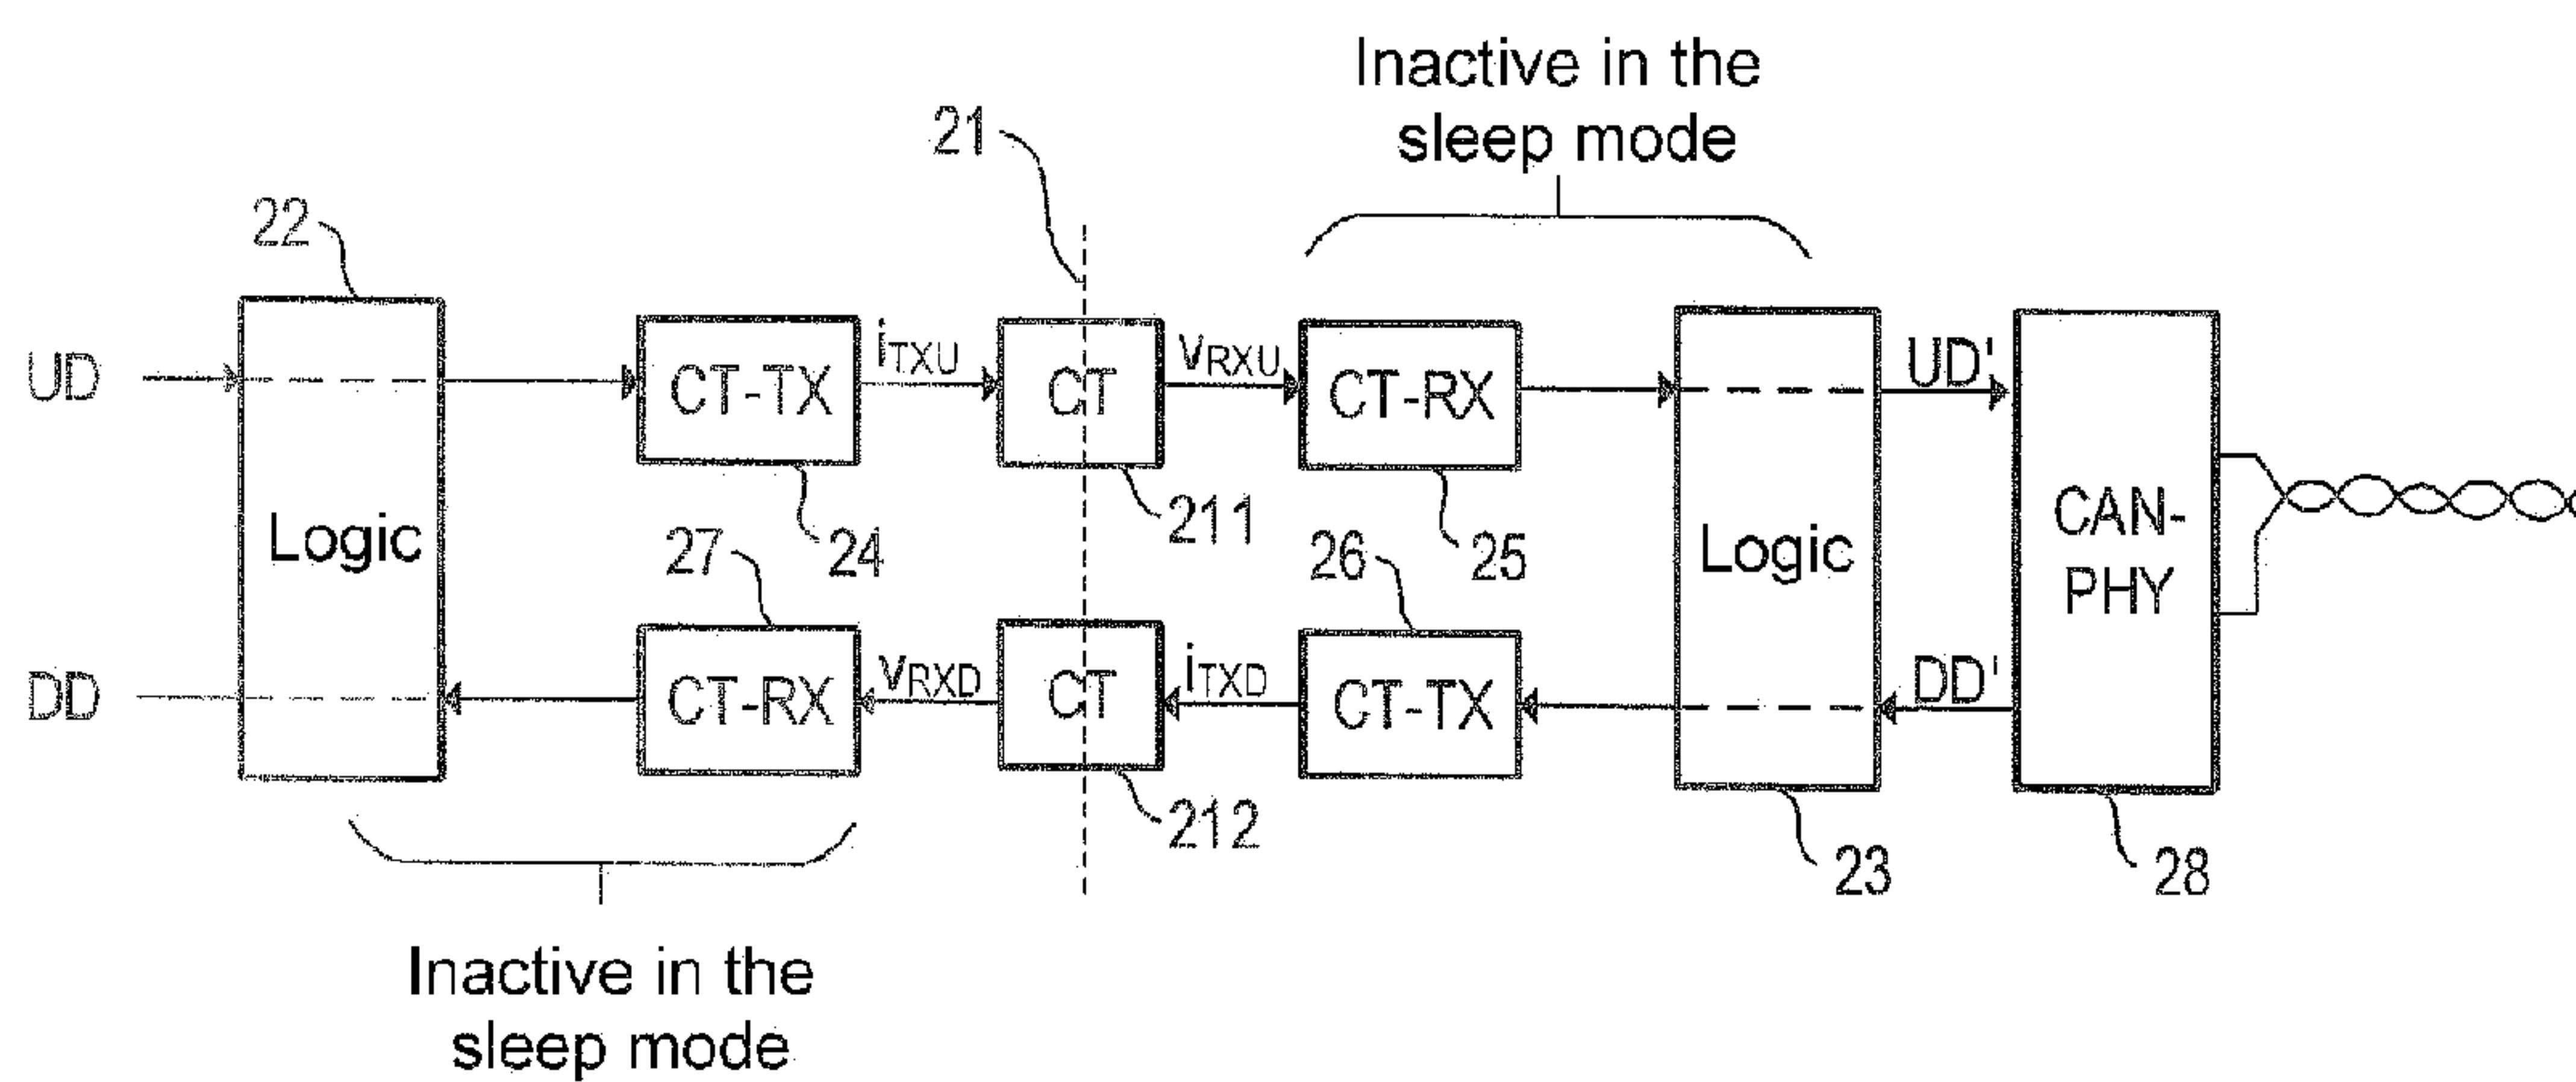 Inactive in the
sleep mode
21
22
UD
CT-TX
iTXU
CT
vRXU
CT-RX
UD'
Logic
27
24
211
26
25
Logic
CAN-
PHY
DD
CT-RX
vRXD
CT
iTXD
CT-TX
DD'
212
23
28
Inactive in the
sleep mode